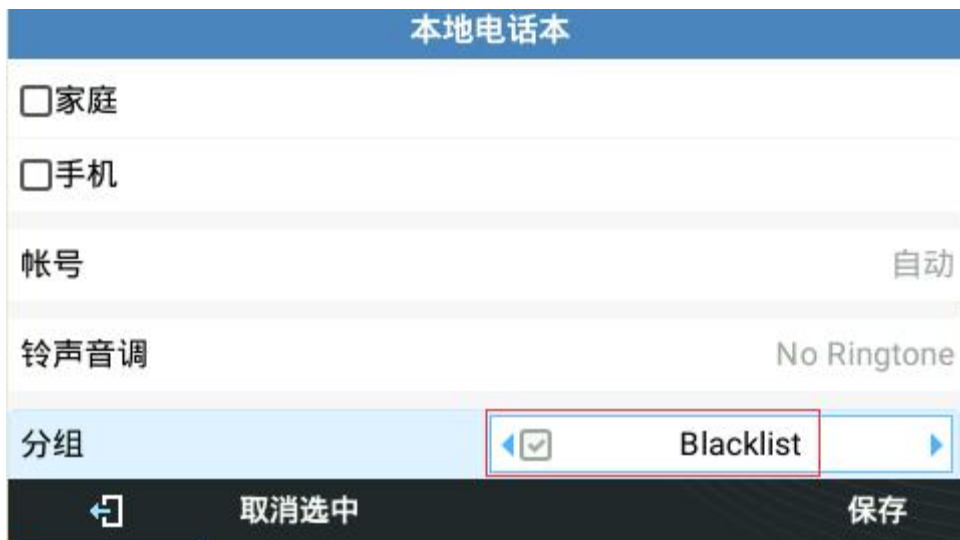 本地电话本
家庭
手机
帐号 自动
铃声音调 No Ringtone
分组 Blacklist
取消选中 保存